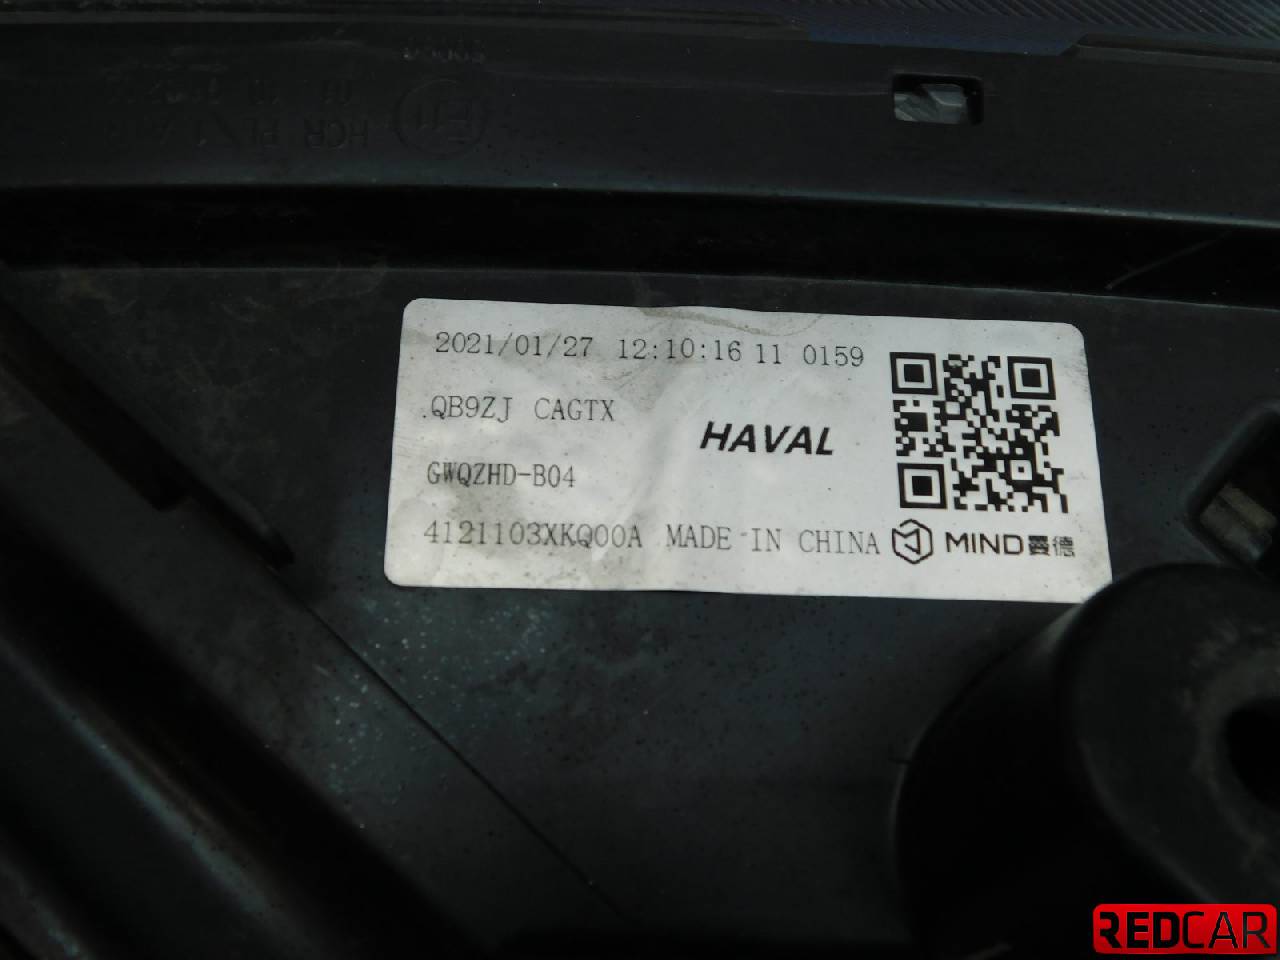 2021/01/27 12:10:16 11 0159
.QB9ZJ CAGTX
HAVAL
GWQZHD-B04
4121103XKQ00A MADE IN CHINA MIND曼德
REDCAR